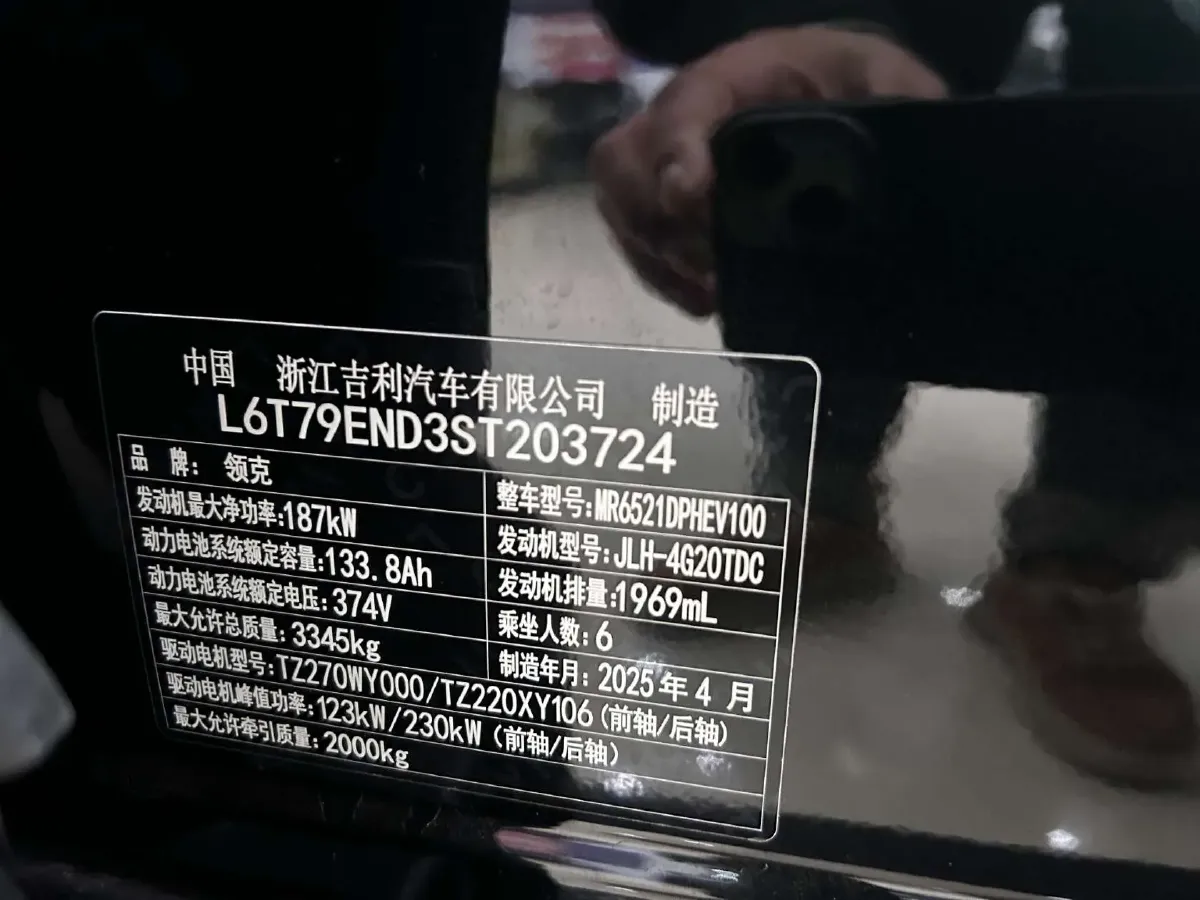 中国 浙江吉利汽车有限公司 制造
L6T79END3ST203724
品 牌: 领克
整车型号:MR6521DPHEV100
发动机最大净功率:187kW
发动机型号:JLH-4G20TDC
动力电池系统额定容量:133.8Ah
发动机排量:1969mL
动力电池系统额定电压:374V
乘坐人数:6
最大允许总质量:3345kg
制造年月:2025年4月
驱动电机型号:TZ270WY000/TZ220XY106(前轴/后轴)
驱动电机峰值功率:123kW/230kW(前轴/后轴)
最大允许牵引质量:2000kg